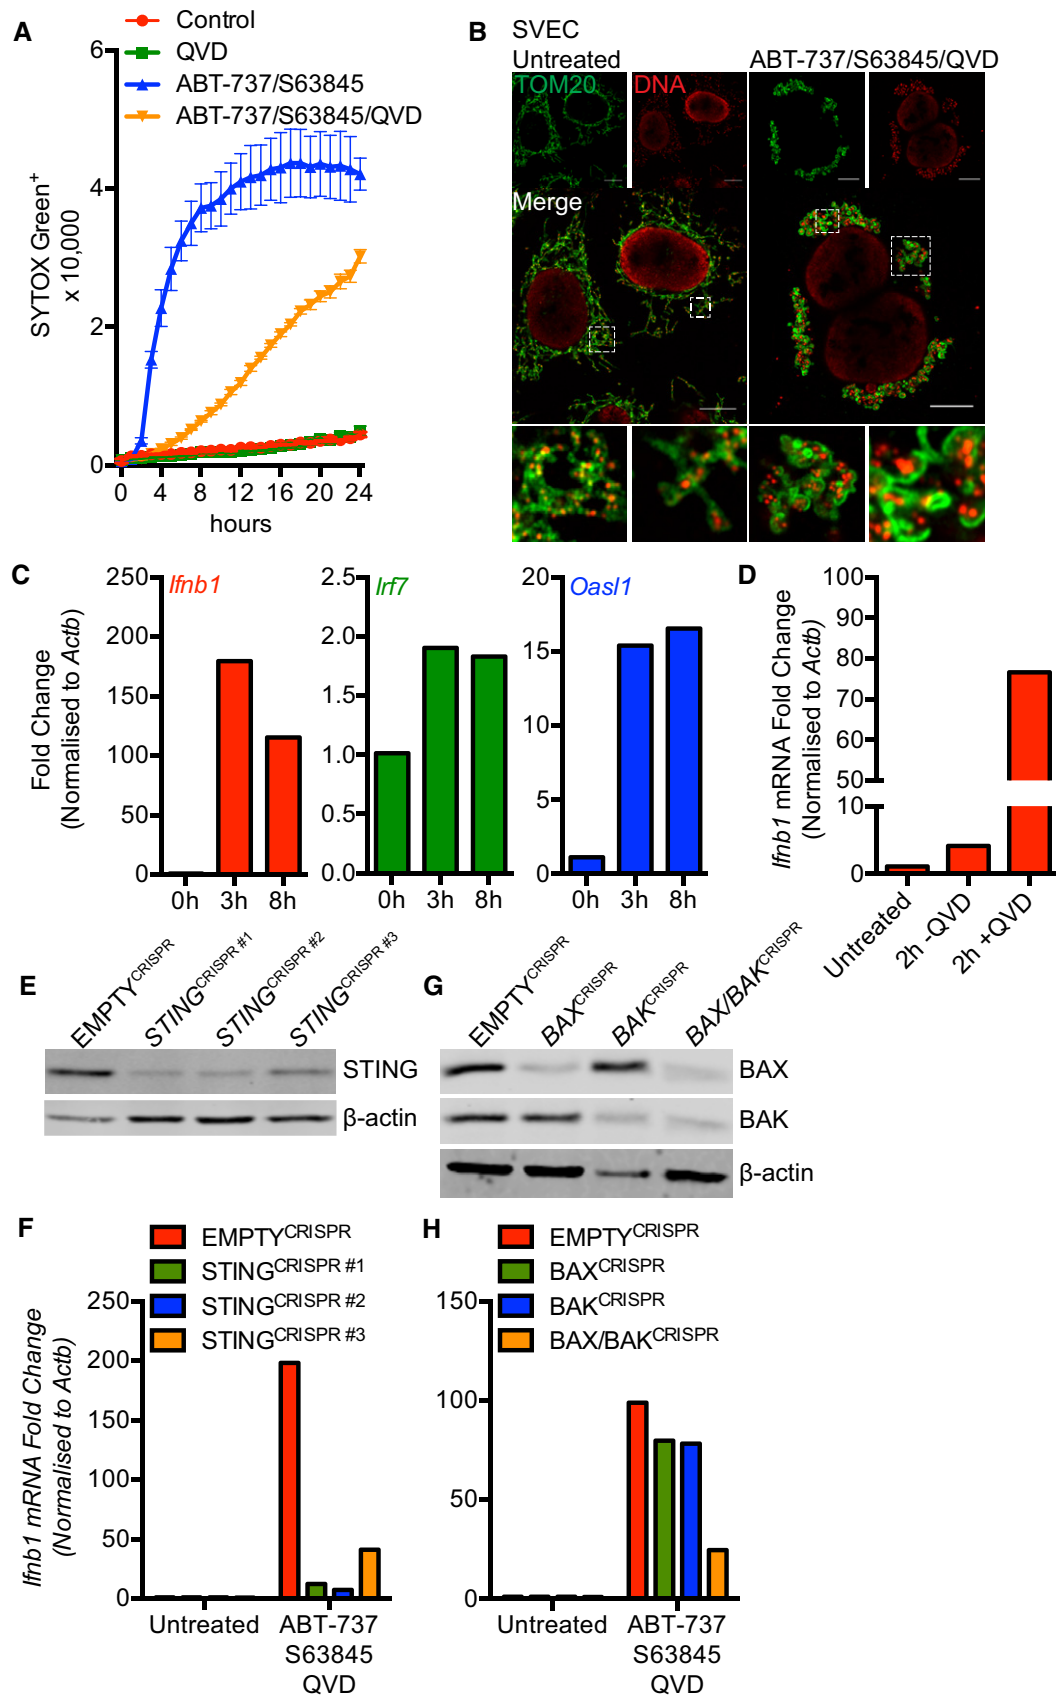 A
Control
QVD
ABT-737/S63845
ABT-737/S63845/QVD
SYTOX Green+
x 10,000
6
4
2
0
0 4 8 12 16 20 24
hours
B
SVEC
Untreated
ABT-737/S63845/QVD
TOM20
DNA
Merge
C
Fold Change
(Normalised to Actb)
Ifnb1
250
200
150
100
50
0
0h 3h 8h
Irf7
2.5
2.0
1.5
1.0
0.5
0.0
0h 3h 8h
Oasl1
20
15
10
5
0
0h 3h 8h
D
Ifnb1 mRNA Fold Change
(Normalised to Actb)
100
90
80
70
60
50
10
0
Untreated
2h -QVD
2h +QVD
E
EMPTYCRISPR
STINGCRISPR #1
STINGCRISPR #2
STINGCRISPR #3
STING
β-actin
G
EMPTYCRISPR
BAXCRISPR
BAKCRISPR
BAX/BAKCRISPR
BAX
BAK
β-actin
F
EMPTYCRISPR
STINGCRISPR #1
STINGCRISPR #2
STINGCRISPR #3
Ifnb1 mRNA Fold Change
(Normalised to Actb)
250
200
150
100
50
0
Untreated
ABT-737
S63845
QVD
H
EMPTYCRISPR
BAXCRISPR
BAKCRISPR
BAX/BAKCRISPR
150
100
50
0
Untreated
ABT-737
S63845
QVD